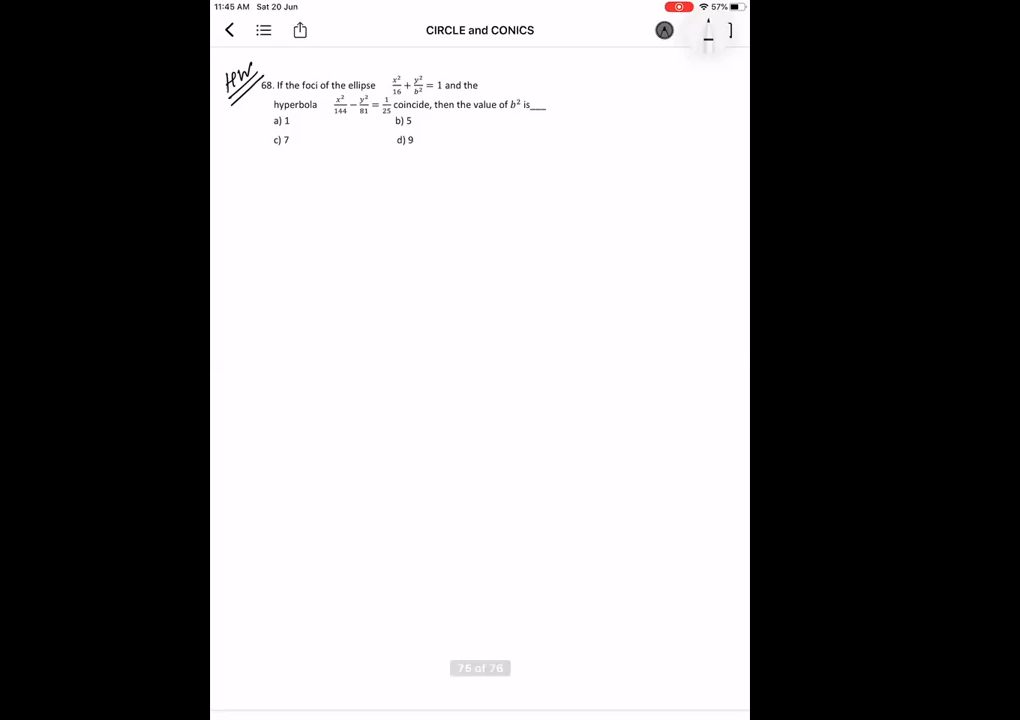 11:45 AM Sat 20 Jun 57%
CIRCLE and CONICS
HW
68. If the foci of the ellipse x²/16 + y²/b² = 1 and the
hyperbola x²/144 − y²/81 = 1/25 coincide, then the value of b² is___
a) 1 b) 5
c) 7 d) 9
75 of 76